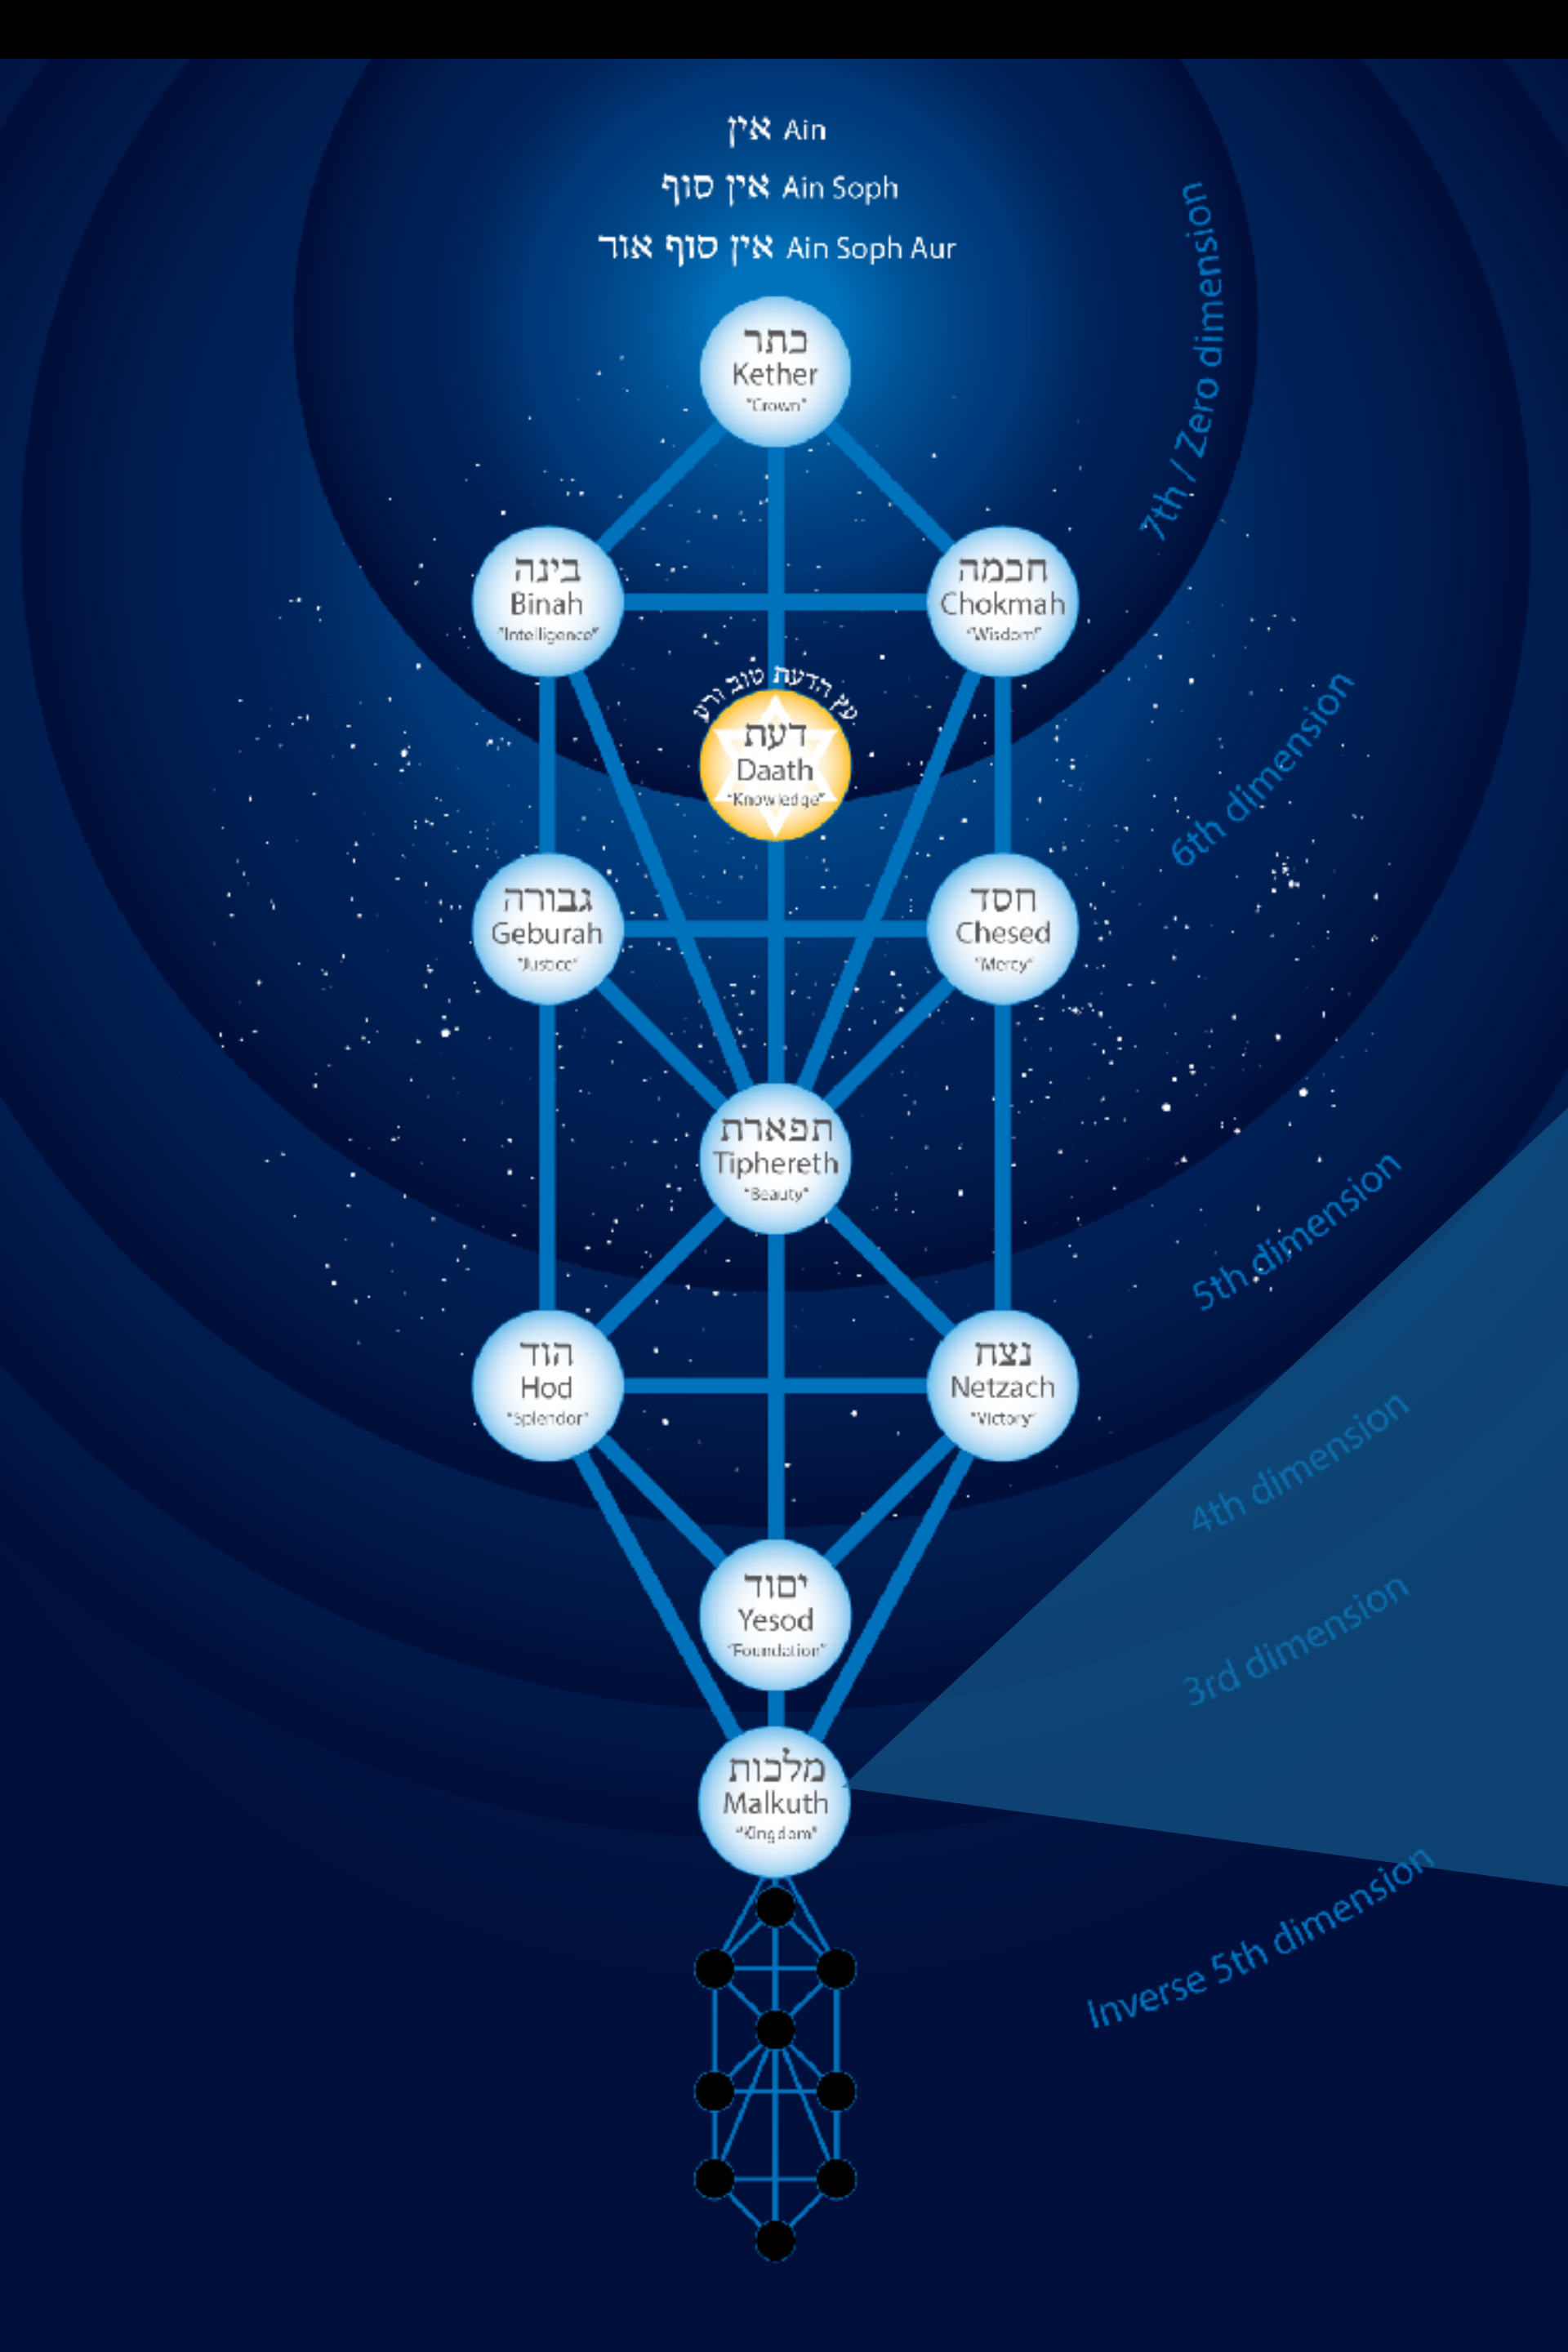 אין Ain
אין סוף Ain Soph
אין סוף אור Ain Soph Aur
7th / Zero dimension
כתר
Kether
"Crown"
בינה
Binah
"Intelligence"
חכמה
Chokmah
"Wisdom"
עץ הדעת טוב ורע
דעת
Daath
"Knowledge"
6th dimension
גבורה
Geburah
"Justice"
חסד
Chesed
"Mercy"
תפארת
Tiphereth
"Beauty"
5th dimension
הוד
Hod
"Splendor"
נצח
Netzach
"Victory"
4th dimension
יסוד
Yesod
"Foundation"
3rd dimension
מלכות
Malkuth
"Kingdom"
Inverse 5th dimension